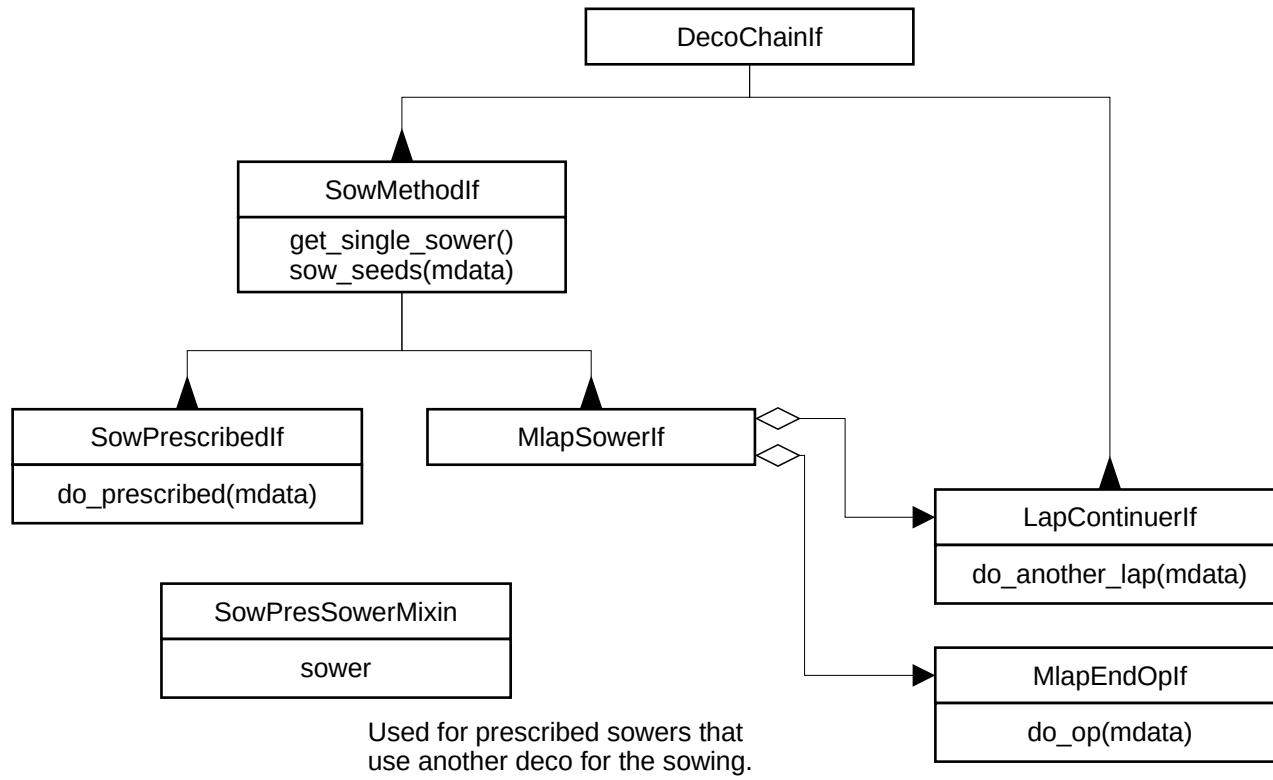 DecoChainIf
SowMethodIf
get_single_sower()
sow_seeds(mdata)
SowPrescribedIf
do_prescribed(mdata)
MlapSowerIf
LapContinuerIf
do_another_lap(mdata)
SowPresSowerMixin
sower
MlapEndOpIf
do_op(mdata)
Used for prescribed sowers that
use another deco for the sowing.